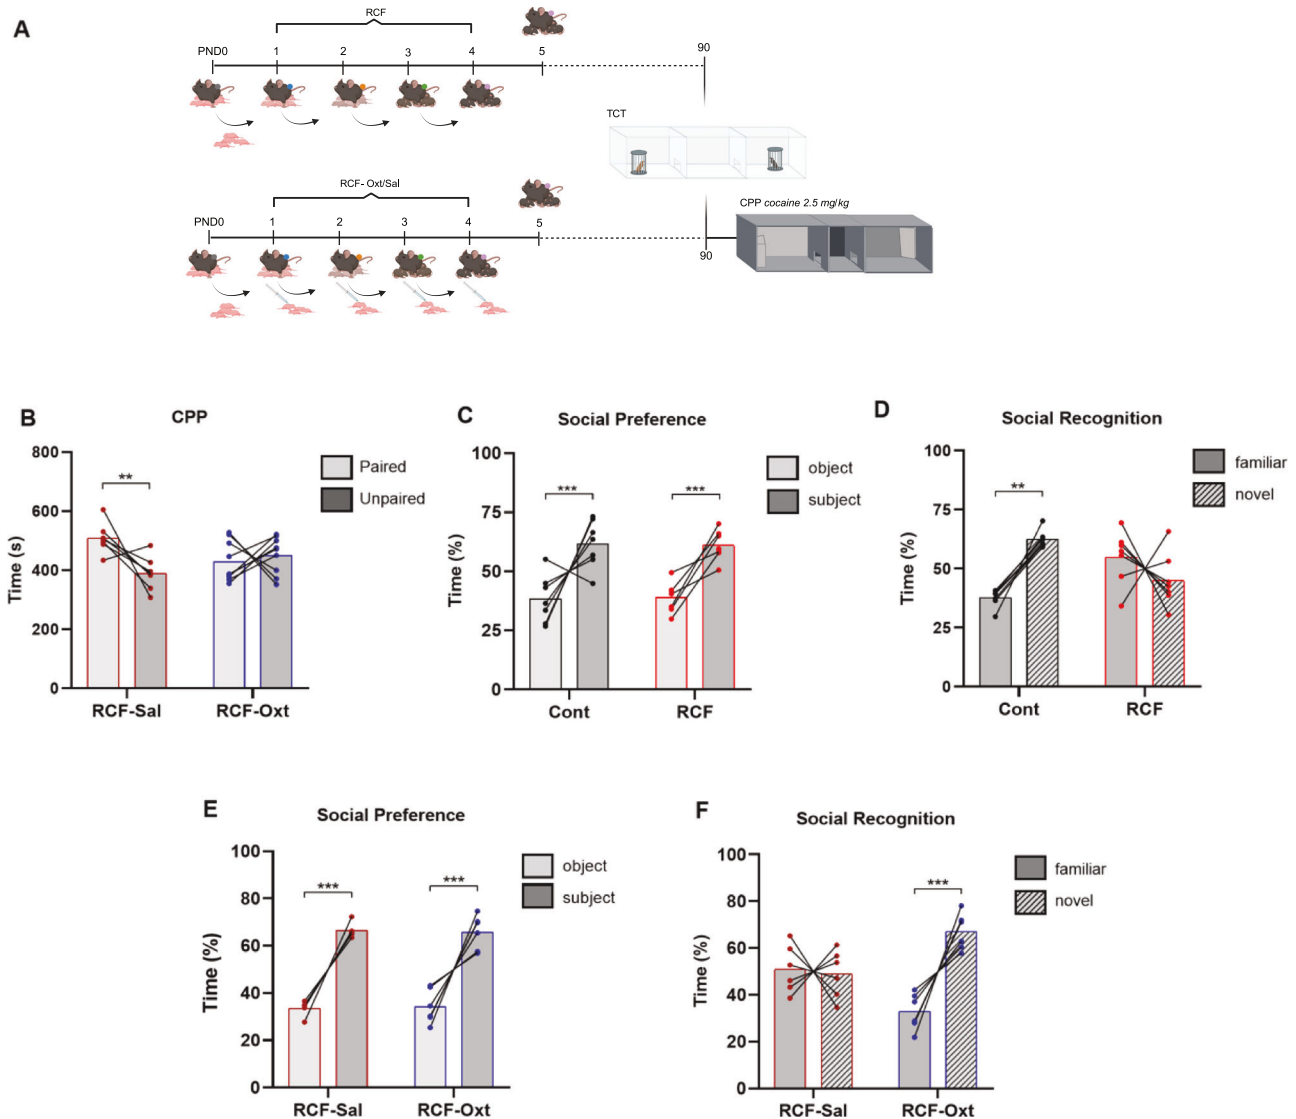 A
RCF
PND0 1 2 3 4 5 90
TCT
RCF- Oxt/Sal
PND0 1 2 3 4 5 90
CPP cocaine 2.5 mg/kg
B
CPP
Time (s)
800
600
400
200
0
**
Paired
Unpaired
RCF-Sal RCF-Oxt
C
Social Preference
Time (%)
100
75
50
25
0
*** ***
object
subject
Cont RCF
D
Social Recognition
Time (%)
100
75
50
25
0
**
familiar
novel
Cont RCF
E
Social Preference
Time (%)
100
80
60
40
20
0
*** ***
object
subject
RCF-Sal RCF-Oxt
F
Social Recognition
Time (%)
100
80
60
40
20
0
***
familiar
novel
RCF-Sal RCF-Oxt